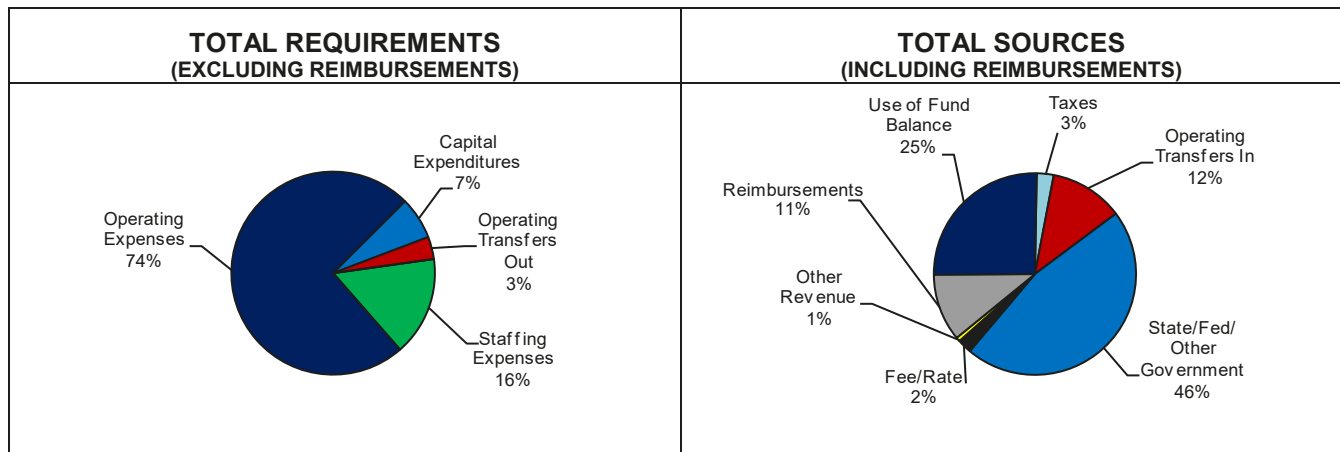 TOTAL REQUIREMENTS
(EXCLUDING REIMBURSEMENTS)
Capital
Expenditures
7%
Operating
Expenses
74%
Operating
Transfers
Out
3%
Staffing
Expenses
16%
TOTAL SOURCES
(INCLUDING REIMBURSEMENTS)
Use of Fund
Balance
25%
Taxes
3%
Operating
Transfers In
12%
Reimbursements
11%
Other
Revenue
1%
Fee/Rate
2%
State/Fed/
Other
Government
46%